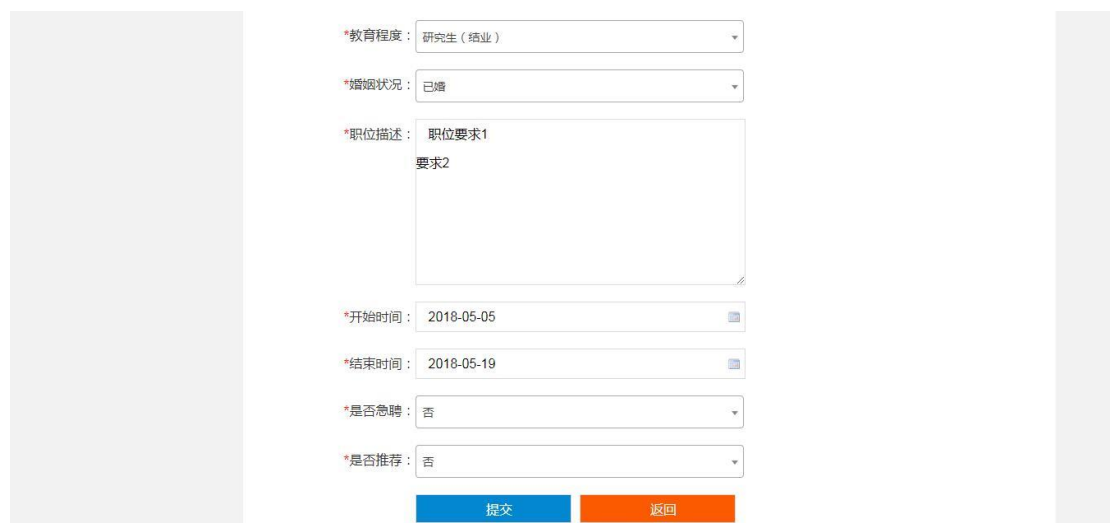 *教育程度： 研究生（结业）
*婚姻状况： 已婚
*职位描述： 职位要求1
要求2
*开始时间： 2018-05-05
*结束时间： 2018-05-19
*是否急聘： 否
*是否推荐： 否
提交 返回